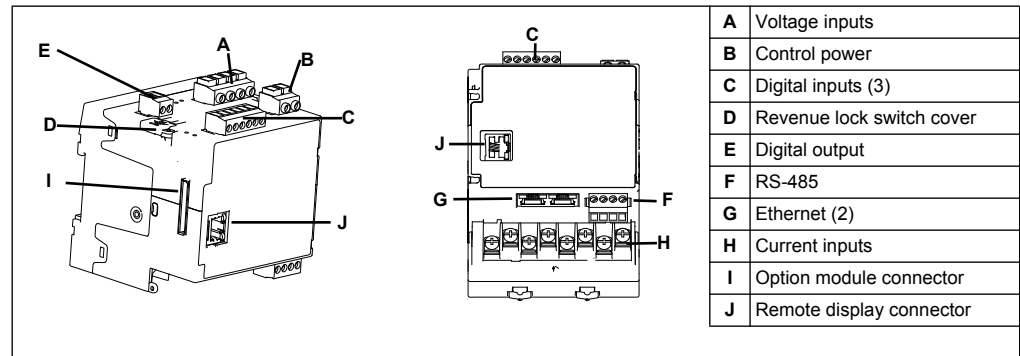 A
B
E
D
C
I
J
C
J
G
F
H
A Voltage inputs
B Control power
C Digital inputs (3)
D Revenue lock switch cover
E Digital output
F RS-485
G Ethernet (2)
H Current inputs
I Option module connector
J Remote display connector